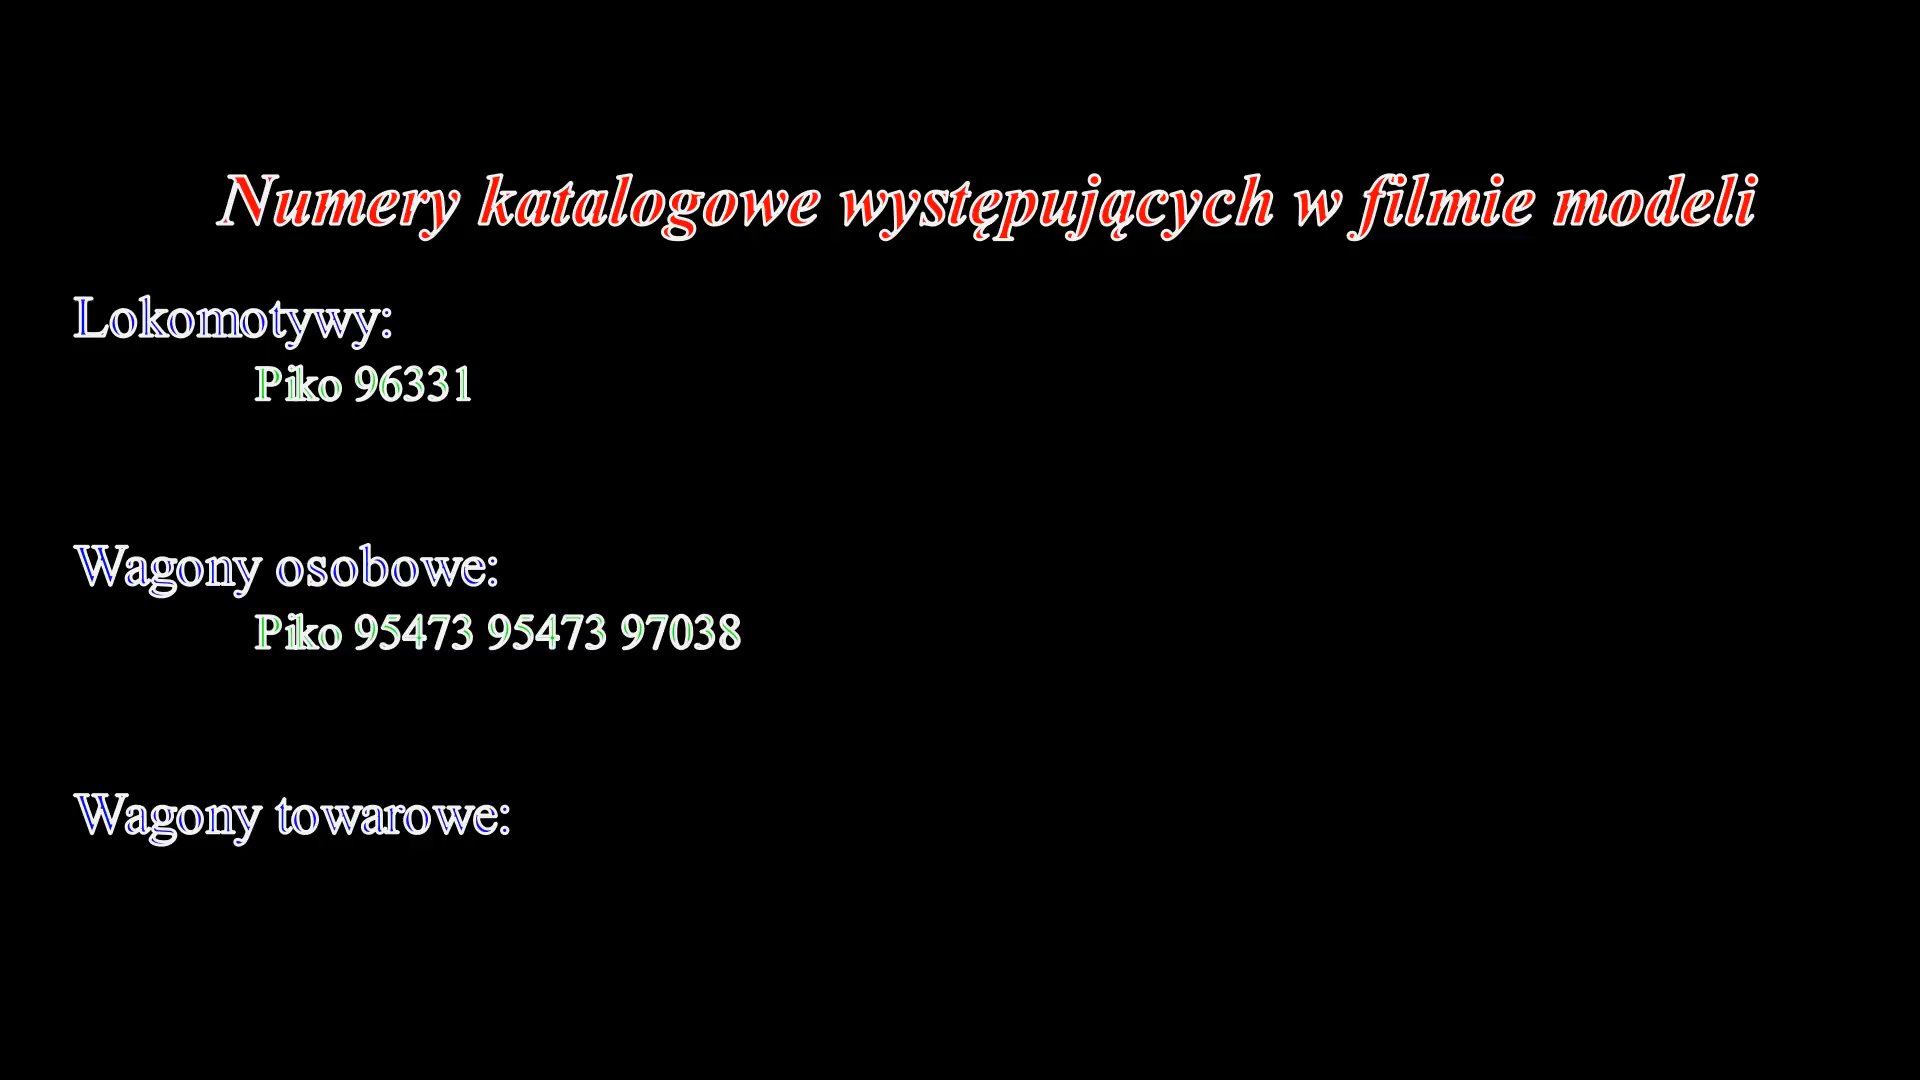 Numery katalogowe występujących w filmie modeli
Lokomotywy:
Piko 96331
Wagony osobowe:
Piko 95473 95473 97038
Wagony towarowe: